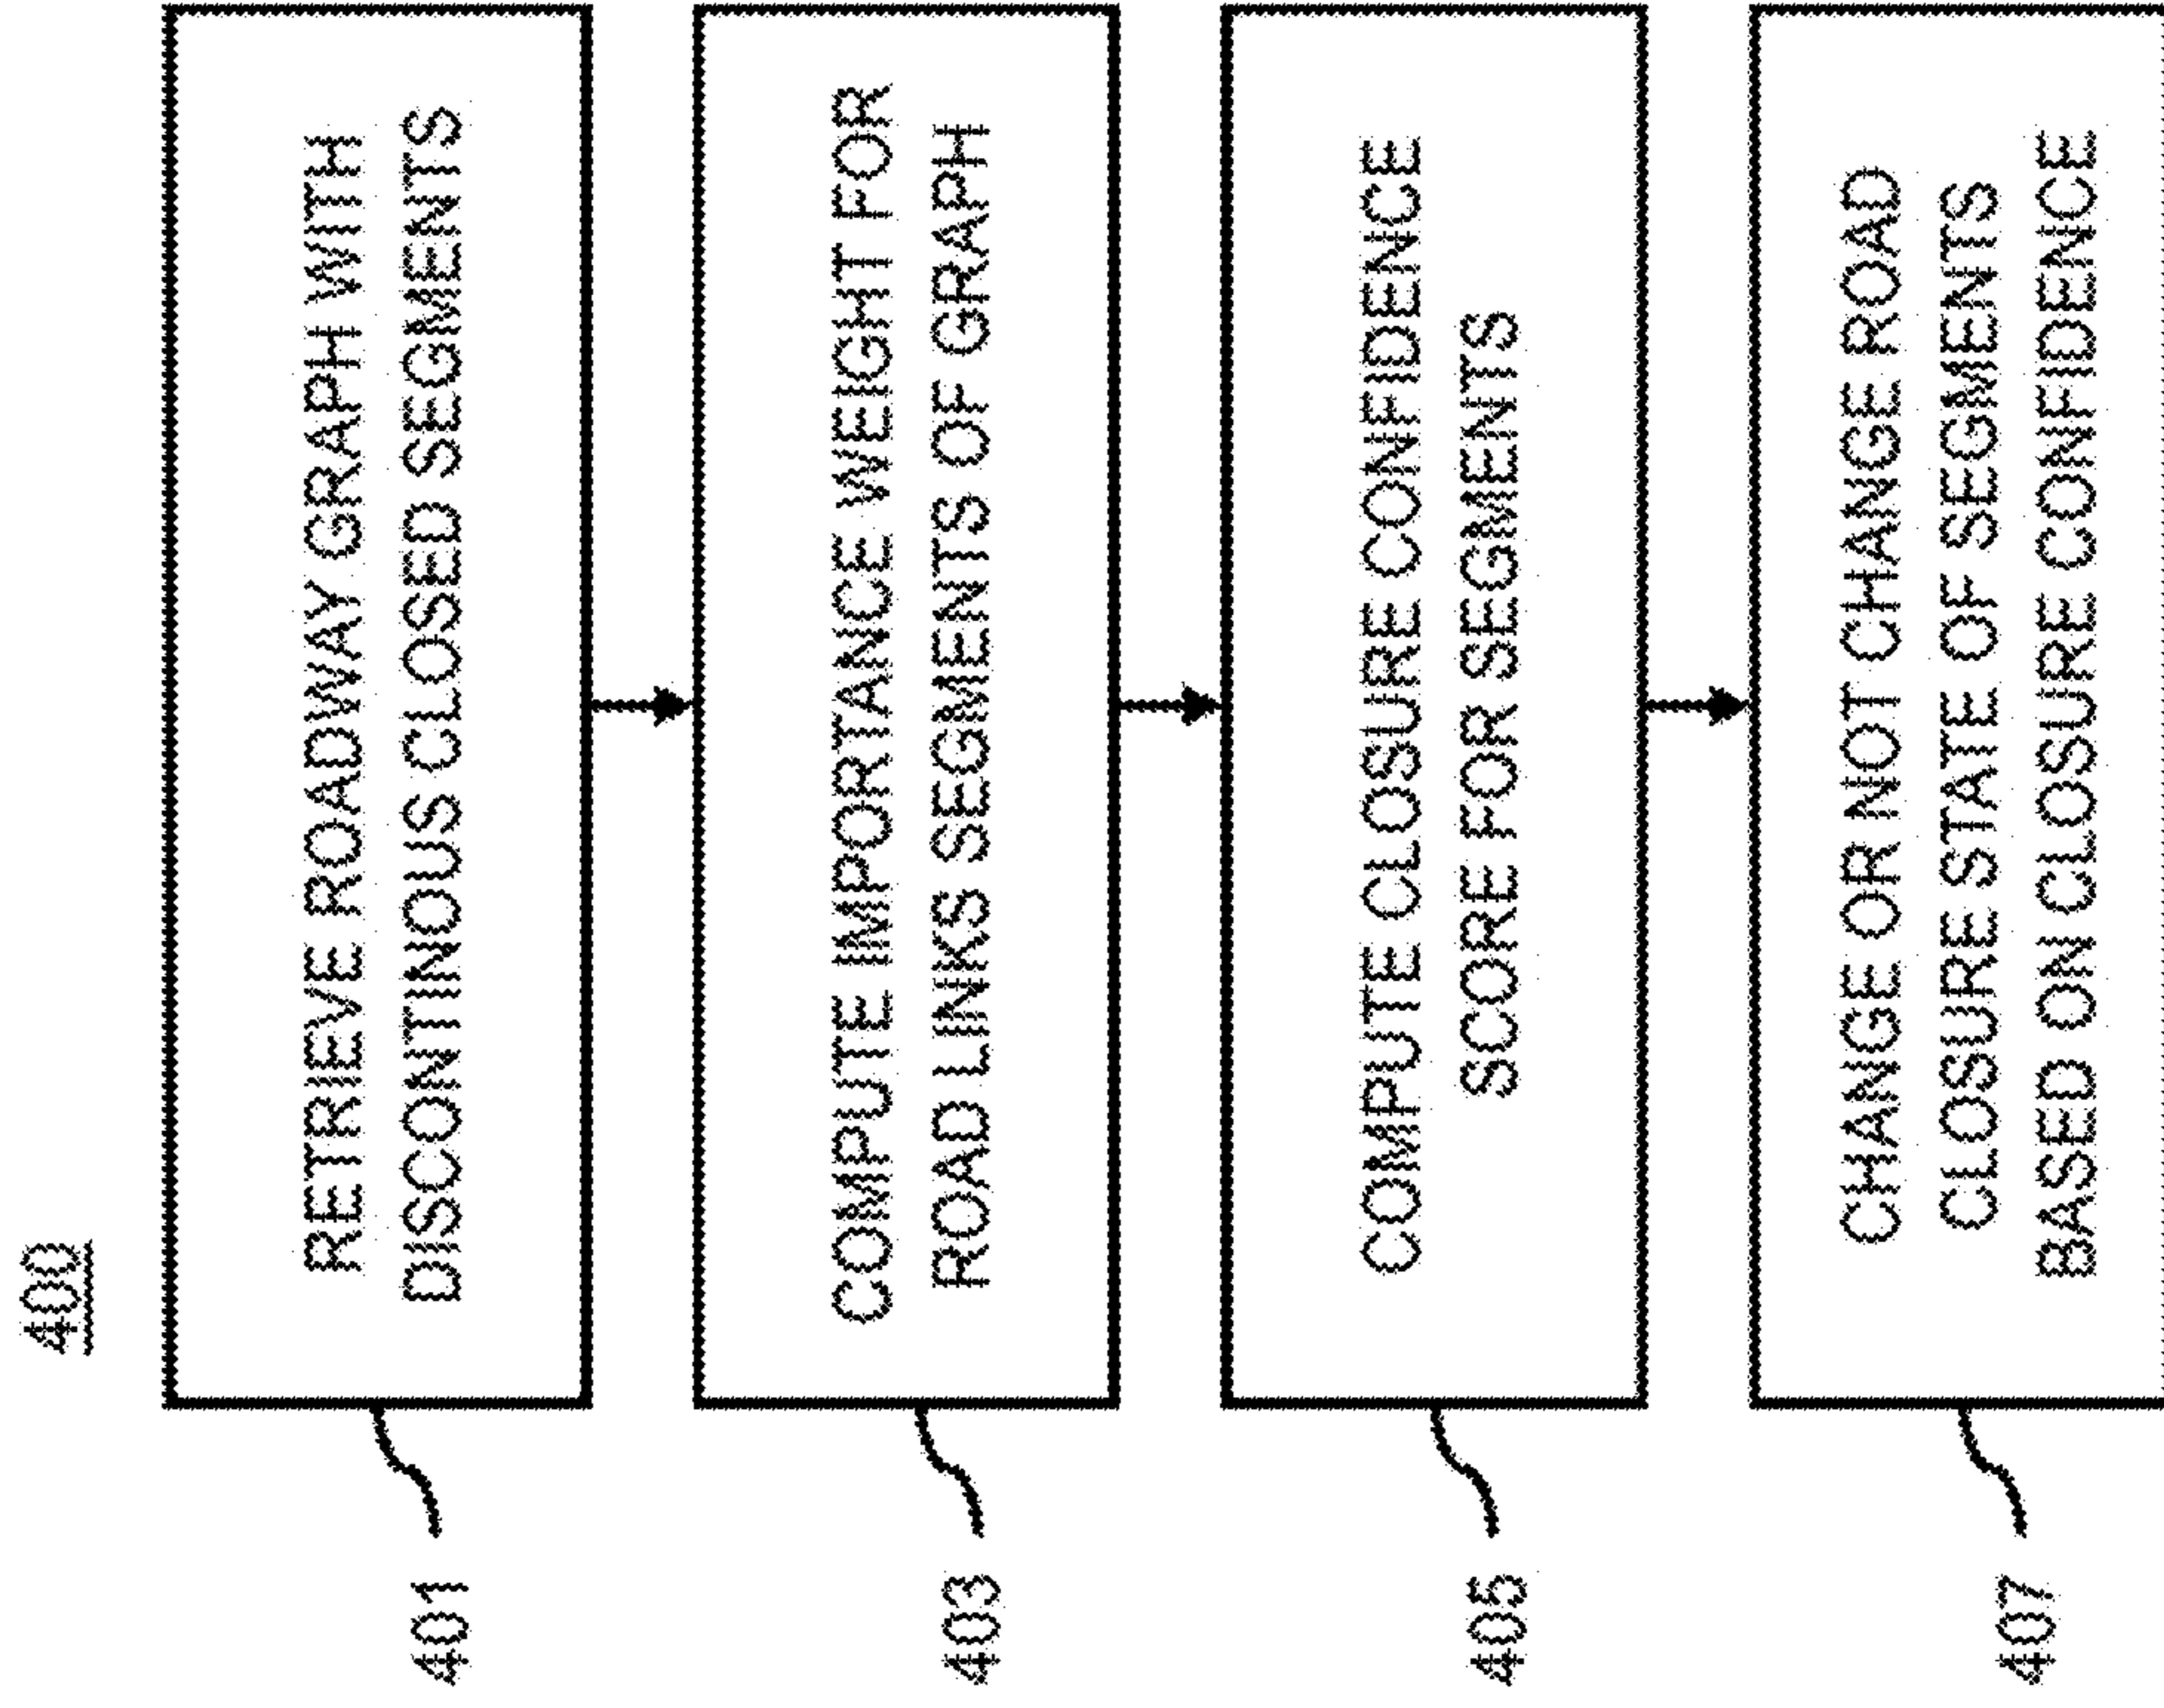 400
401
RETRIEVE ROADWAY GRAPH WITH
DISCONTINOUS CLOSED SEGMENTS
403
COMPUTE IMPORTANCE WEIGHT FOR
ROAD LINKS SEGMENTS OF GRAPH
405
COMPUTE CLOSURE CONFIDENCE
SCORE FOR SEGMENTS
407
CHANGE OR NOT CHANGE ROAD
CLOSURE STATE OF SEGMENTS
BASED ON CLOSURE CONFIDENCE